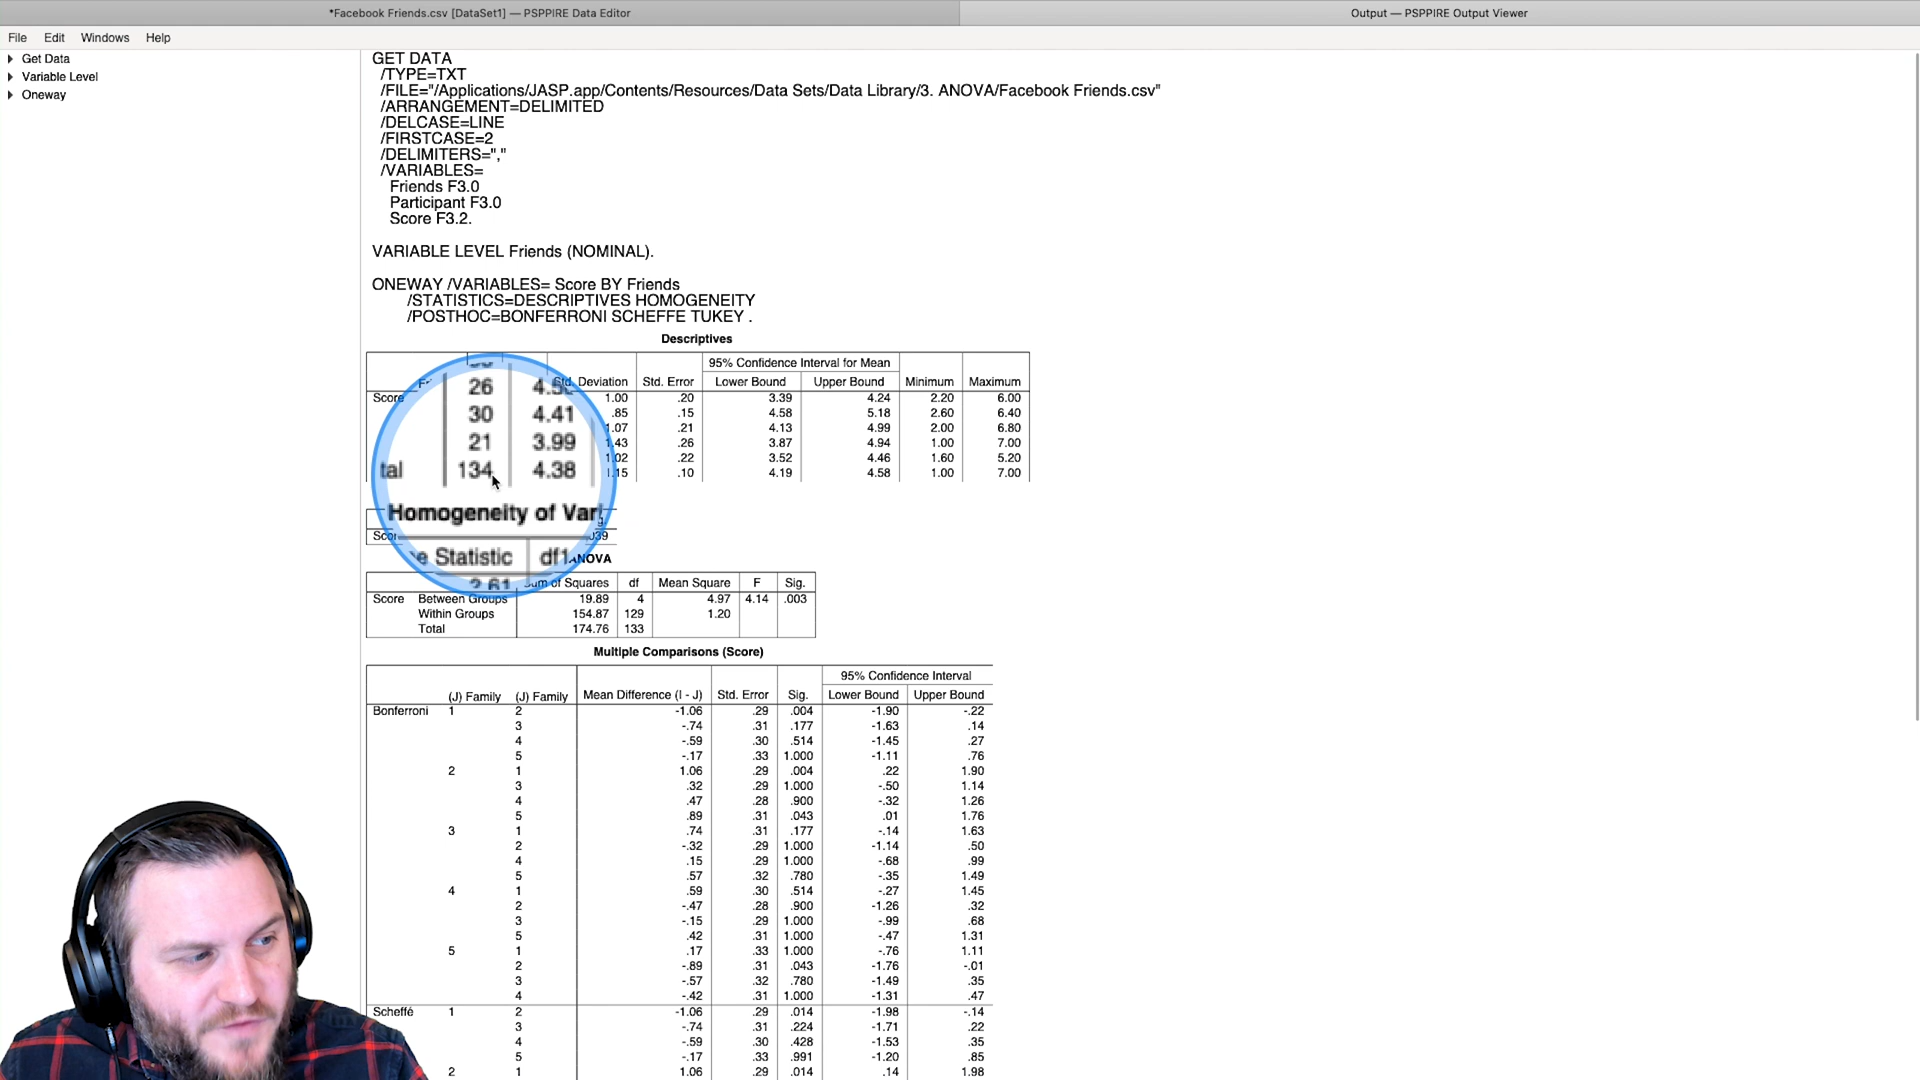 *Facebook Friends.csv [DataSet1] — PSPPIRE Data Editor
Output — PSPPIRE Output Viewer
File Edit Windows Help
Get Data
Variable Level
Oneway
GET DATA
/TYPE=TXT
/FILE="/Applications/JASP.app/Contents/Resources/Data Sets/Data Library/3. ANOVA/Facebook Friends.csv"
/ARRANGEMENT=DELIMITED
/DELCASE=LINE
/FIRSTCASE=2
/DELIMITERS=","
/VARIABLES=
Friends F3.0
Participant F3.0
Score F3.2.
VARIABLE LEVEL Friends (NOMINAL).
ONEWAY /VARIABLES= Score BY Friends
/STATISTICS=DESCRIPTIVES HOMOGENEITY
/POSTHOC=BONFERRONI SCHEFFE TUKEY .
Descriptives
95% Confidence Interval for Mean
Deviation Std. Error Lower Bound Upper Bound Minimum Maximum
Score 1.00 .20 3.39 4.24 2.20 6.00
26 .85 .15 4.58 5.18 2.60 6.40
30 4.41 1.07 .21 4.13 4.99 2.00 6.80
21 3.99 1.43 .26 3.87 4.94 1.00 7.00
1.02 .22 3.52 4.46 1.60 5.20
tal 134 4.38 1.15 .10 4.19 4.58 1.00 7.00
Homogeneity of Var
Statistic df1
2.61
ANOVA
Sum of Squares df Mean Square F Sig.
Score Between Groups 19.89 4 4.97 4.14 .003
Within Groups 154.87 129 1.20
Total 174.76 133
Multiple Comparisons (Score)
95% Confidence Interval
(J) Family (J) Family Mean Difference (I - J) Std. Error Sig. Lower Bound Upper Bound
Bonferroni 1 2 -1.06 .29 .004 -1.90 -.22
3 -.74 .31 .177 -1.63 .14
4 -.59 .30 .514 -1.45 .27
5 -.17 .33 1.000 -1.11 .76
2 1 1.06 .29 .004 .22 1.90
3 .32 .29 1.000 -.50 1.14
4 .47 .28 .900 -.32 1.26
5 .89 .31 .043 .01 1.76
3 1 .74 .31 .177 -.14 1.63
2 -.32 .29 1.000 -1.14 .50
4 .15 .29 1.000 -.68 .99
5 .57 .32 .780 -.35 1.49
4 1 .59 .30 .514 -.27 1.45
2 -.47 .28 .900 -1.26 .32
3 -.15 .29 1.000 -.99 .68
5 .42 .31 1.000 -.47 1.31
5 1 .17 .33 1.000 -.76 1.11
2 -.89 .31 .043 -1.76 -.01
3 -.57 .32 .780 -1.49 .35
4 -.42 .31 1.000 -1.31 .47
Scheffé 1 2 -1.06 .29 .014 -1.98 -.14
3 -.74 .31 .224 -1.71 .22
4 -.59 .30 .428 -1.53 .35
5 -.17 .33 .991 -1.20 .85
2 1 1.06 .29 .014 .14 1.98